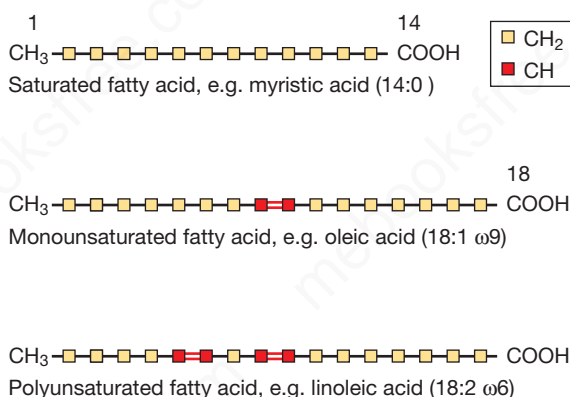 1 14
CH3 COOH
CH2
CH
Saturated fatty acid, e.g. myristic acid (14:0 )
18
CH3 COOH
Monounsaturated fatty acid, e.g. oleic acid (18:1 ω9)
CH3 COOH
Polyunsaturated fatty acid, e.g. linoleic acid (18:2 ω6)